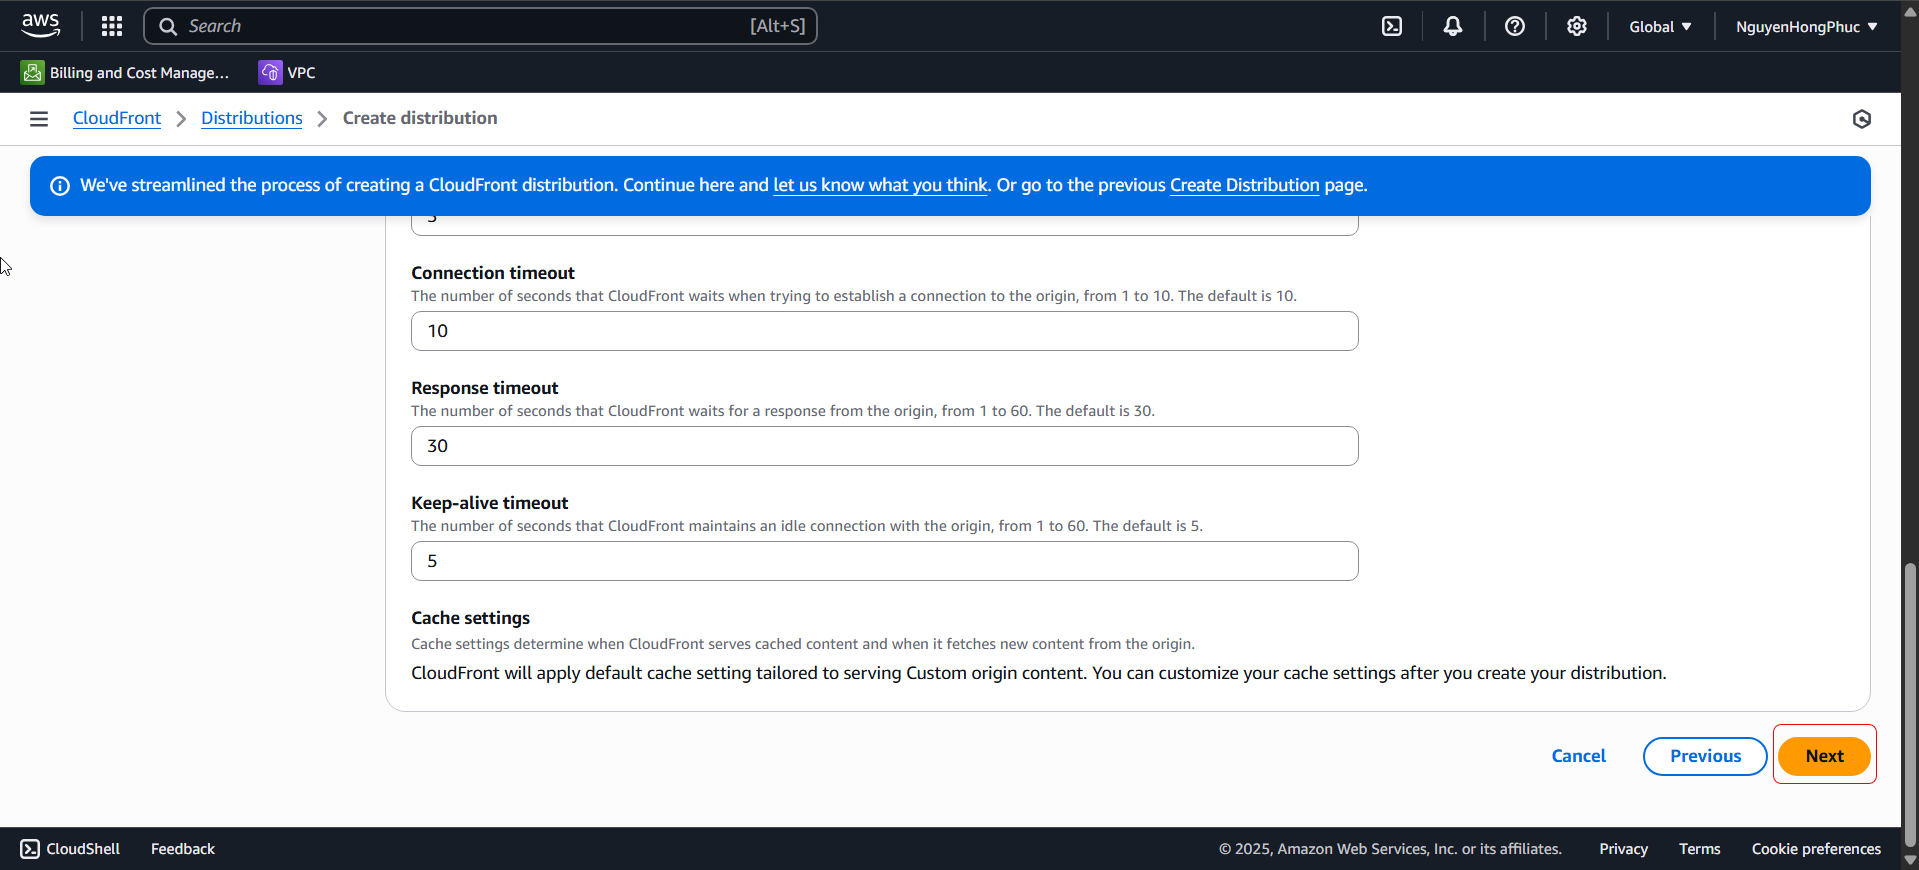 aws
Search
[Alt+S]
Global
NguyenHongPhuc
Billing and Cost Manage...
VPC
CloudFront
Distributions
Create distribution
We've streamlined the process of creating a CloudFront distribution. Continue here and let us know what you think. Or go to the previous Create Distribution page.
Connection timeout
The number of seconds that CloudFront waits when trying to establish a connection to the origin, from 1 to 10. The default is 10.
10
Response timeout
The number of seconds that CloudFront waits for a response from the origin, from 1 to 60. The default is 30.
30
Keep-alive timeout
The number of seconds that CloudFront maintains an idle connection with the origin, from 1 to 60. The default is 5.
5
Cache settings
Cache settings determine when CloudFront serves cached content and when it fetches new content from the origin.
CloudFront will apply default cache setting tailored to serving Custom origin content. You can customize your cache settings after you create your distribution.
Cancel
Previous
Next
CloudShell
Feedback
© 2025, Amazon Web Services, Inc. or its affiliates.
Privacy
Terms
Cookie preferences